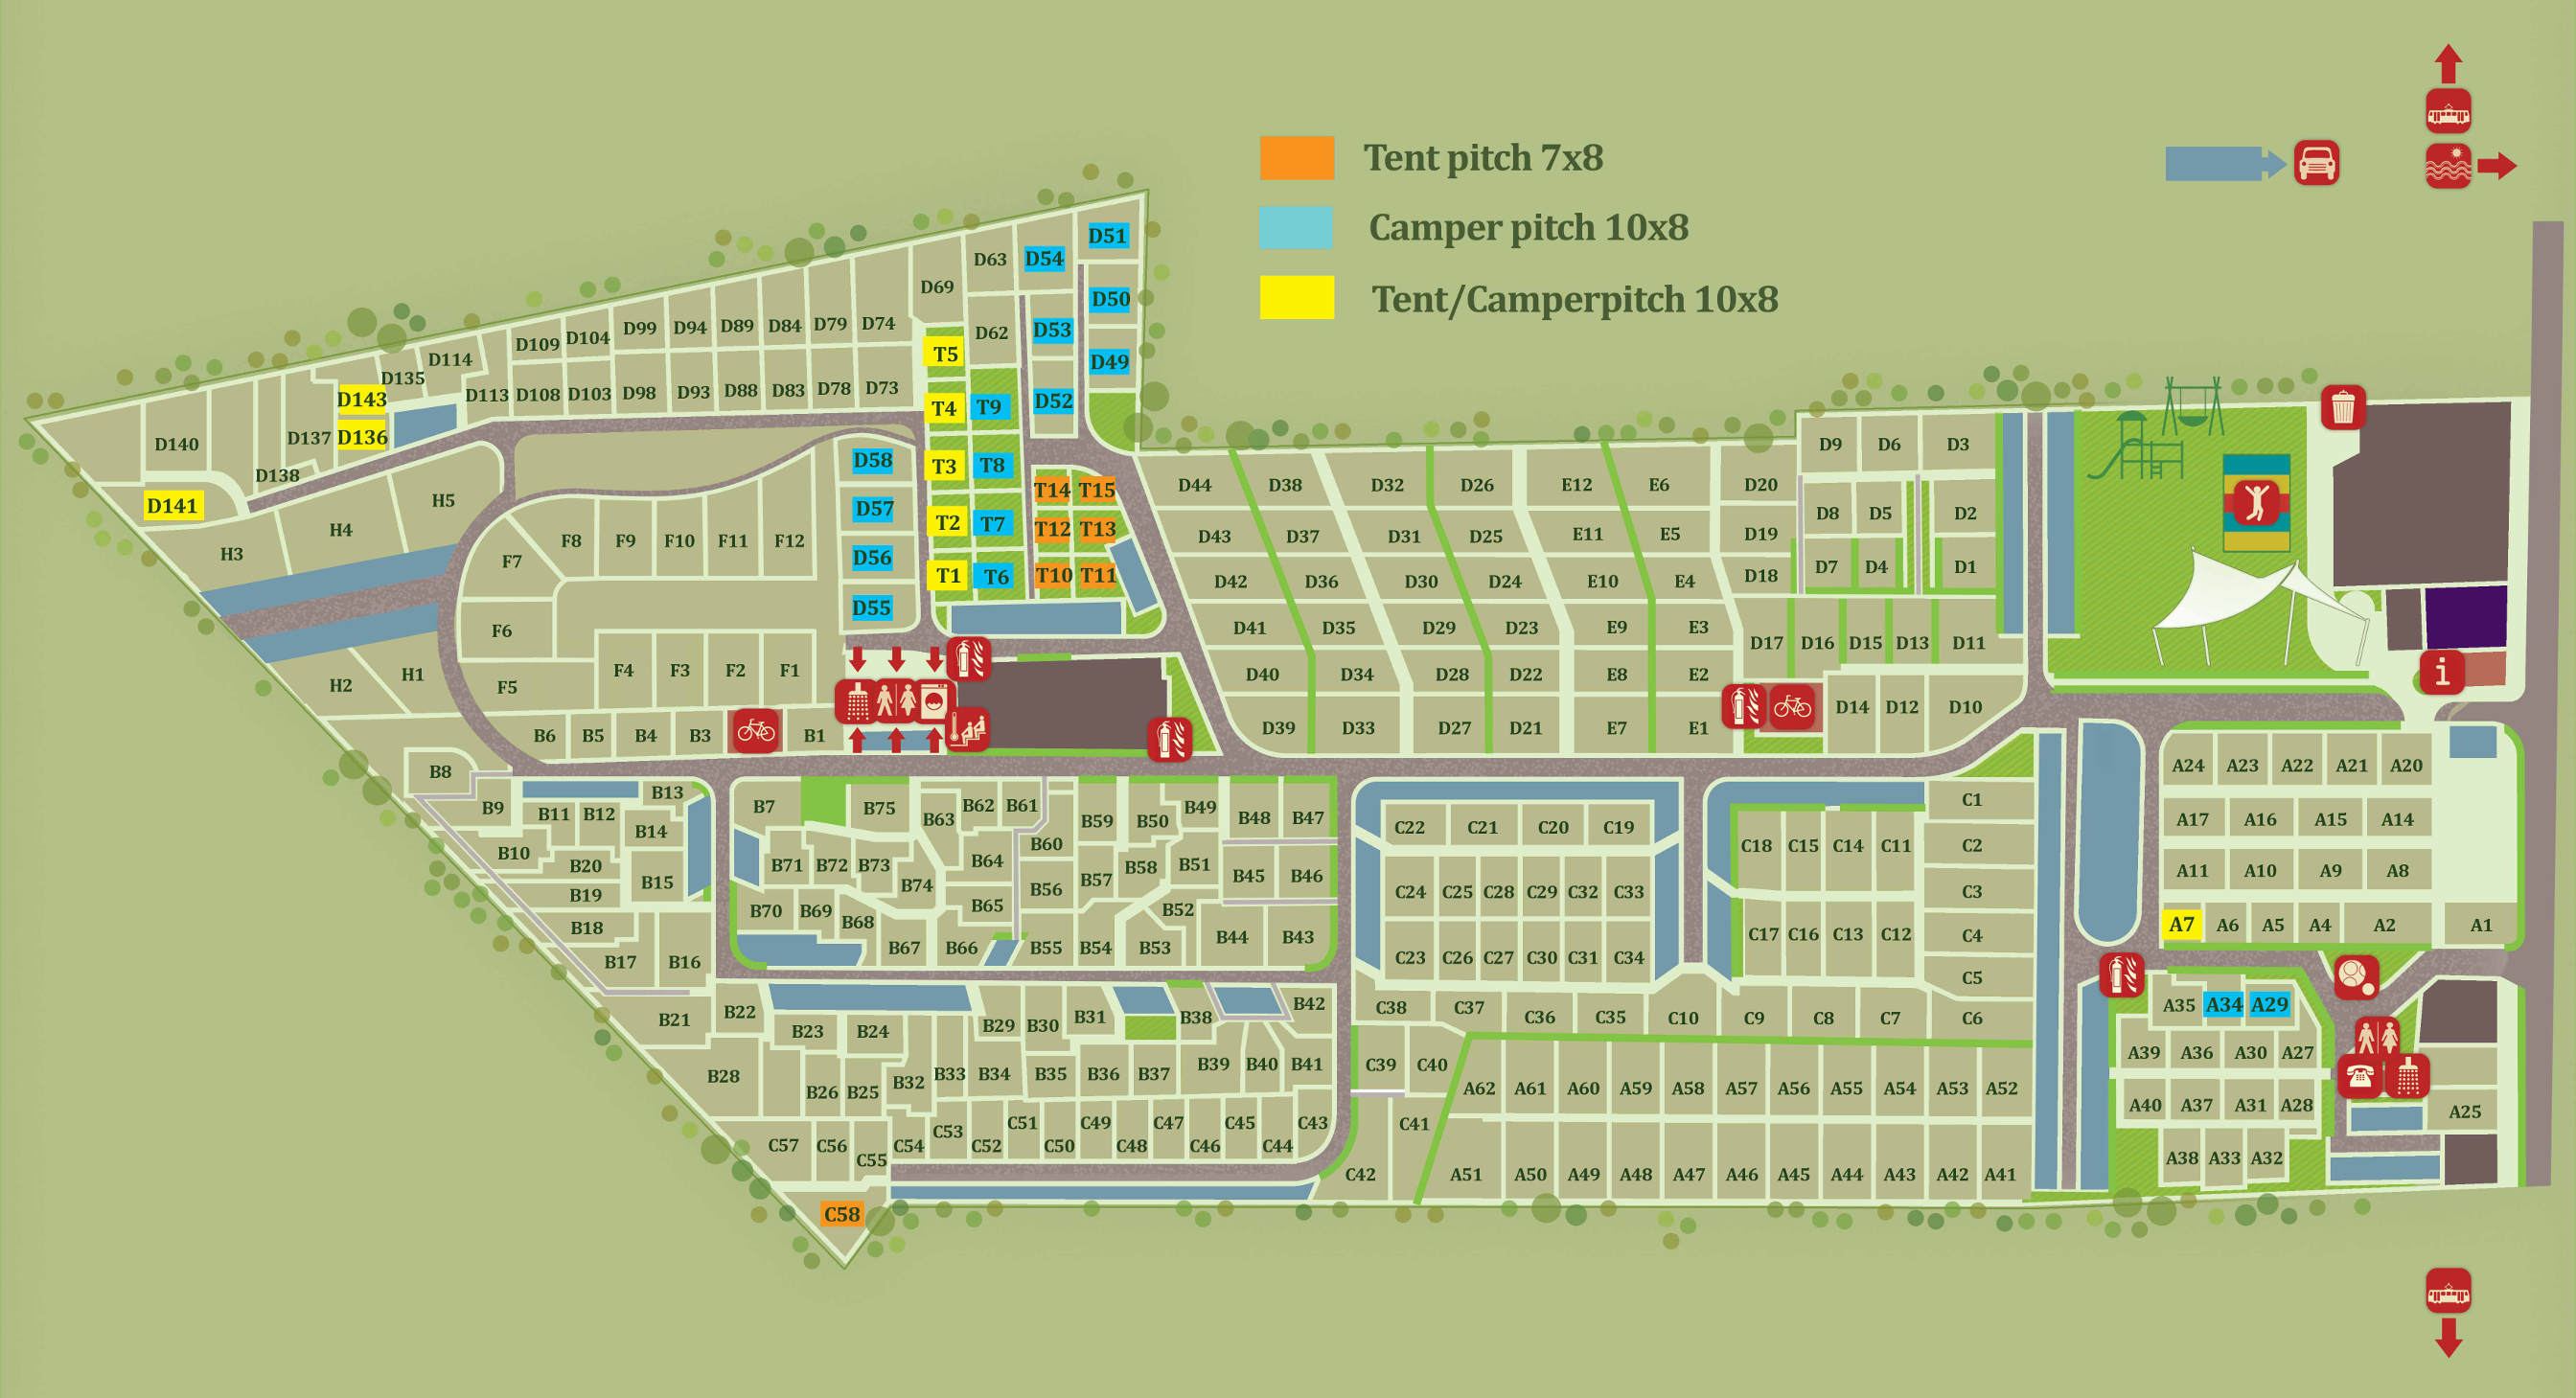 Tent pitch 7x8
Camper pitch 10x8
Tent/Camperpitch 10x8
D51
D54
D63
D69
D50
D53
D62
D49
D52
D74
D79
D84
D89
D94
D99
D104
D109
D114
D135
D143
D136
D137
D138
D140
D141
D113
D108
D103
D98
D93
D88
D83
D78
D73
T5
T4
T9
T3
T8
T2
T7
T1
T6
T14
T15
T12
T13
T10
T11
D58
D57
D56
D55
H5
H4
H3
H2
H1
F7
F8
F9
F10
F11
F12
F6
F5
F4
F3
F2
F1
B6
B5
B4
B3
B1
D44
D38
D32
D26
E12
E6
D20
D43
D37
D31
D25
E11
E5
D19
D42
D36
D30
D24
E10
E4
D18
D41
D35
D29
D23
E9
E3
D40
D34
D28
D22
E8
E2
D39
D33
D27
D21
E7
E1
D9
D6
D3
D8
D5
D2
D7
D4
D1
D17
D16
D15
D13
D11
D14
D12
D10
i
B8
B9
B11
B12
B13
B14
B10
B20
B15
B19
B18
B17
B16
B21
B7
B75
B63
B62
B61
B59
B50
B49
B48
B47
B71
B72
B73
B74
B64
B60
B56
B57
B58
B51
B45
B46
B70
B69
B68
B67
B65
B66
B55
B54
B52
B53
B44
B43
B22
B23
B24
B29
B30
B31
B38
B42
B28
B26
B25
B32
B33
B34
B35
B36
B37
B39
B40
B41
C57
C56
C55
C54
C53
C52
C51
C50
C49
C48
C47
C46
C45
C44
C43
C58
C22
C21
C20
C19
C24
C25
C28
C29
C32
C33
C23
C26
C27
C30
C31
C34
C18
C15
C14
C11
C17
C16
C13
C12
C1
C2
C3
C4
C5
C6
C38
C37
C36
C35
C10
C9
C8
C7
C39
C40
C41
C42
A62
A61
A60
A59
A58
A57
A56
A55
A54
A53
A52
A51
A50
A49
A48
A47
A46
A45
A44
A43
A42
A41
A24
A23
A22
A21
A20
A17
A16
A15
A14
A11
A10
A9
A8
A7
A6
A5
A4
A2
A1
A35
A34
A29
A39
A36
A30
A27
A40
A37
A31
A28
A38
A33
A32
A25